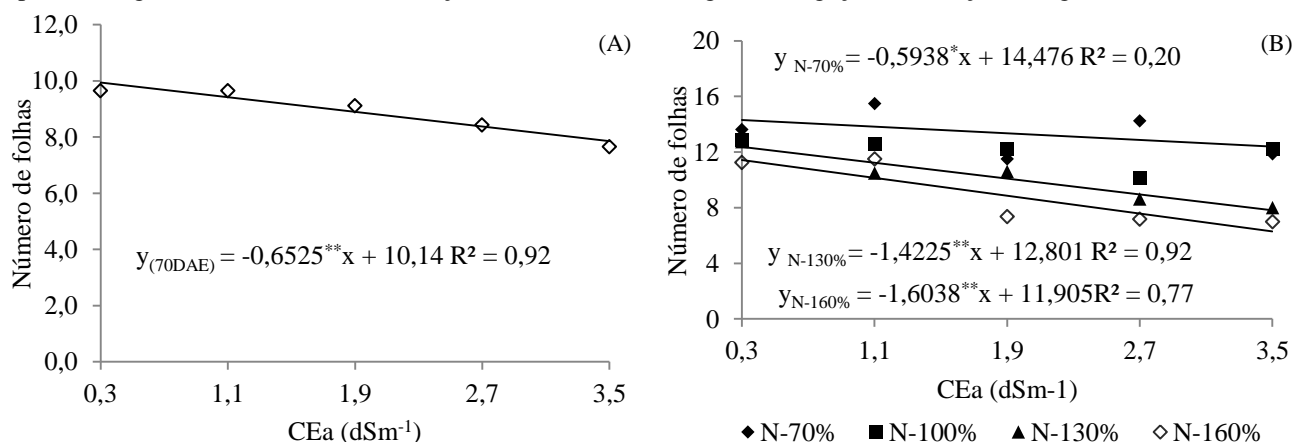 12,0
10,0
8,0
6,0
4,0
2,0
0,0
Número de folhas
(A)
y(70DAE) = -0,6525**x + 10,14 R² = 0,92
0,3 1,1 1,9 2,7 3,5
CEa (dSm-1)
20
16
12
8
4
0
Número de folhas
(B)
y N-70% = -0,5938*x + 14,476 R² = 0,20
y N-130% = -1,4225**x + 12,801 R² = 0,92
yN-160% = -1,6038**x + 11,905R² = 0,77
0,3 1,1 1,9 2,7 3,5
CEa (dSm-1)
N-70% N-100% N-130% N-160%